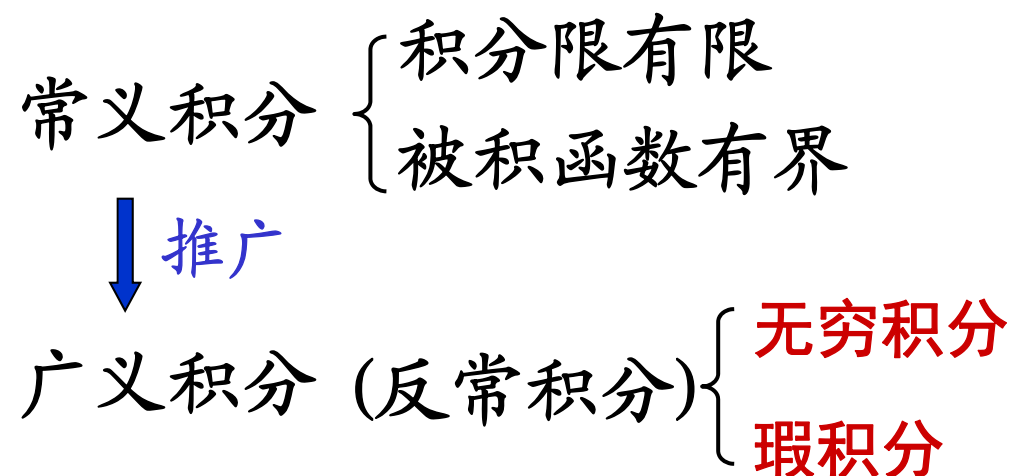 积分限有限
常义积分
被积函数有界
推广
无穷积分
广义积分 (反常积分)
瑕积分